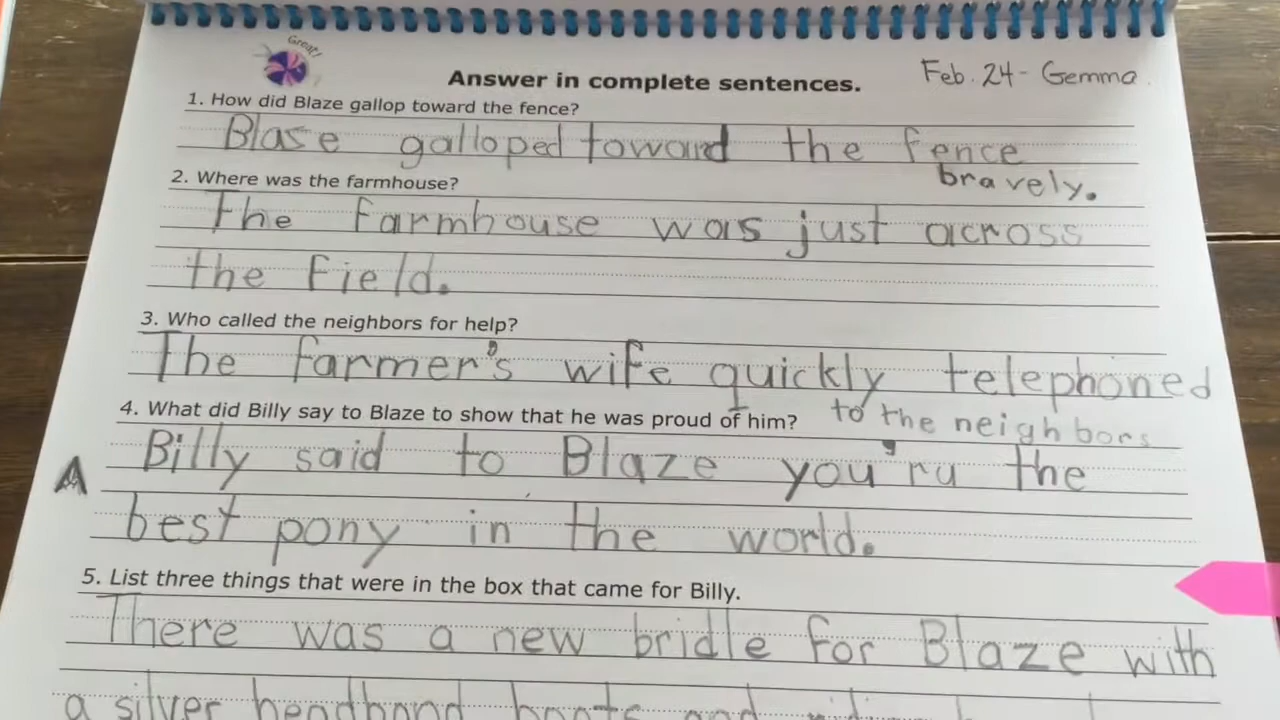 Great!
Answer in complete sentences.
Feb. 24 - Gemma
1. How did Blaze gallop toward the fence?
Blase galloped toward the fence
bravely.
2. Where was the farmhouse?
The farmhouse was just across
the field.
3. Who called the neighbors for help?
The farmer's wife quickly telephoned
to the neighbors
4. What did Billy say to Blaze to show that he was proud of him?
Billy said to Blaze you'ru the
A
best pony in the world.
5. List three things that were in the box that came for Billy.
There was a new bridle for Blaze with
a silver headband boots and